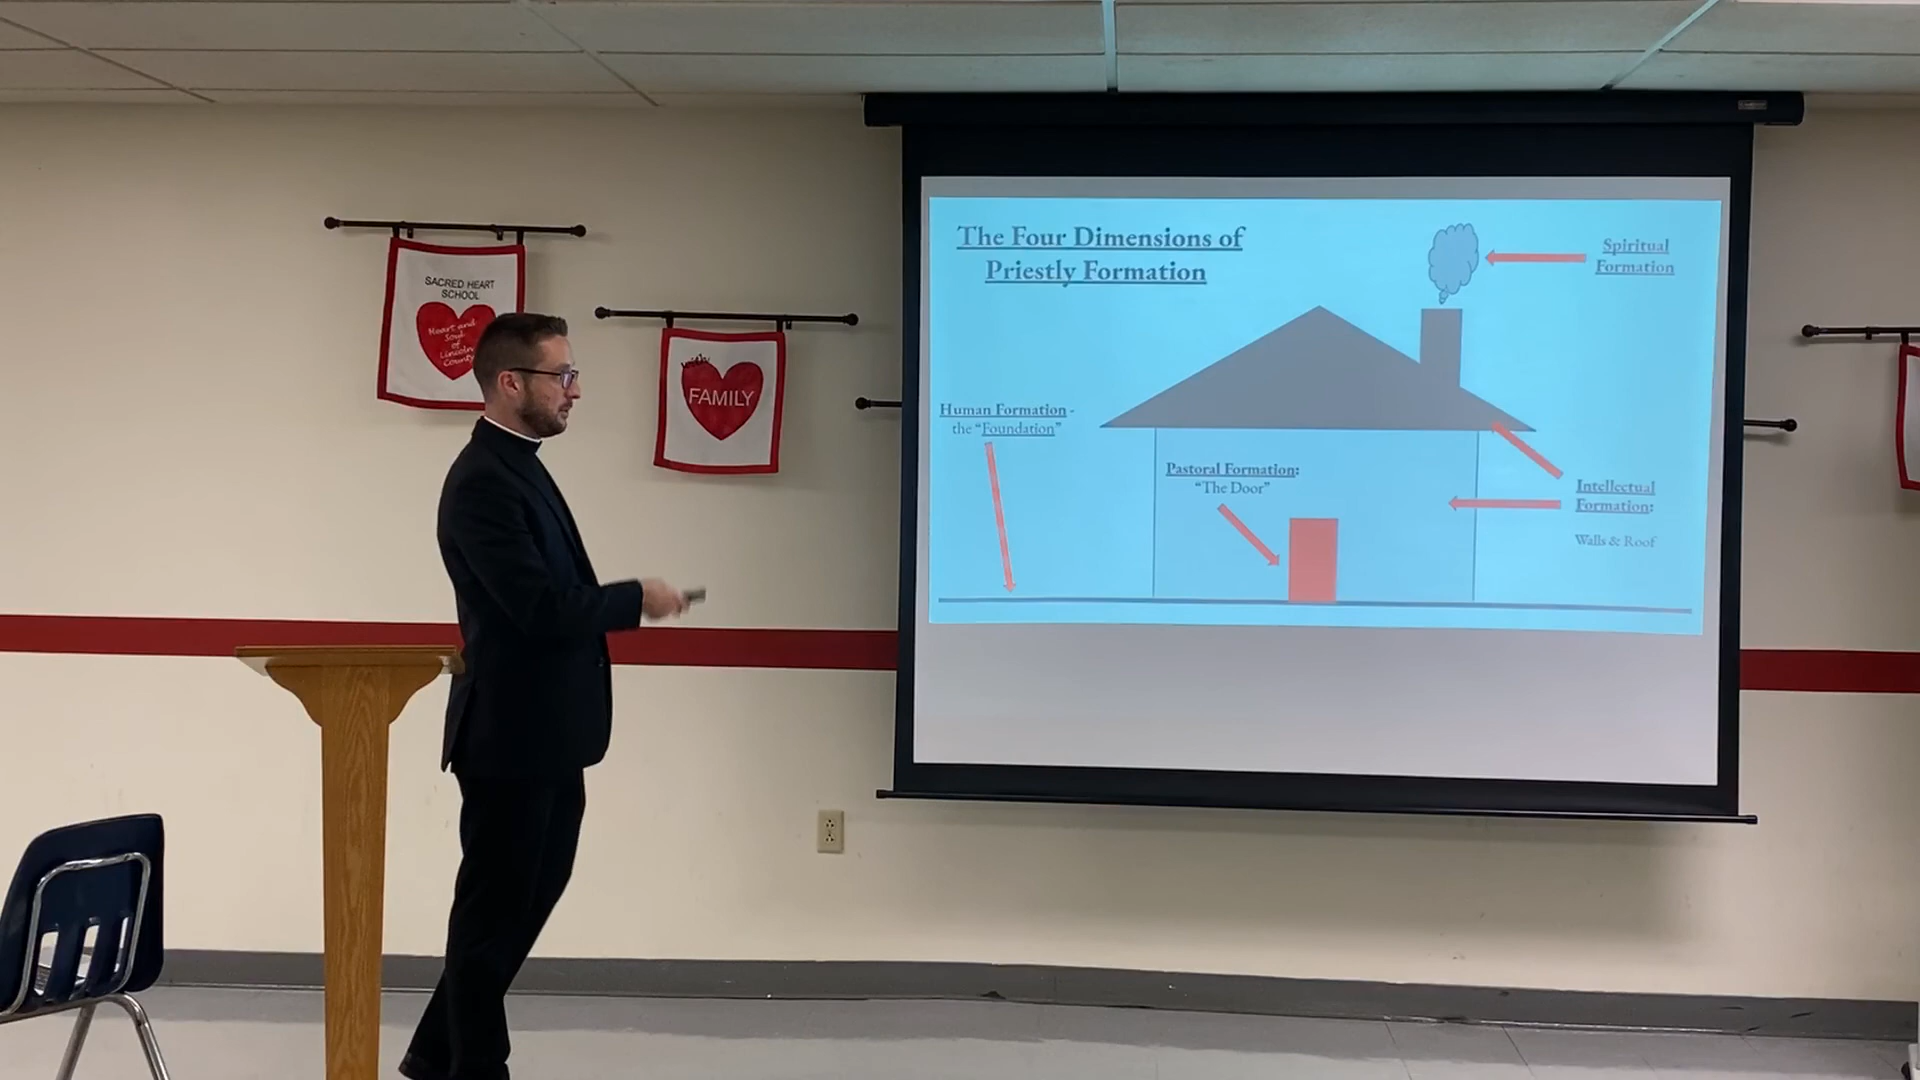 SACRED HEART
SCHOOL
Heart and
Soul
of
Lincoln
County
with
FAMILY
The Four Dimensions of
Priestly Formation
Spiritual
Formation
Human Formation -
the “Foundation”
Pastoral Formation:
“The Door”
Intellectual
Formation:
Walls & Roof